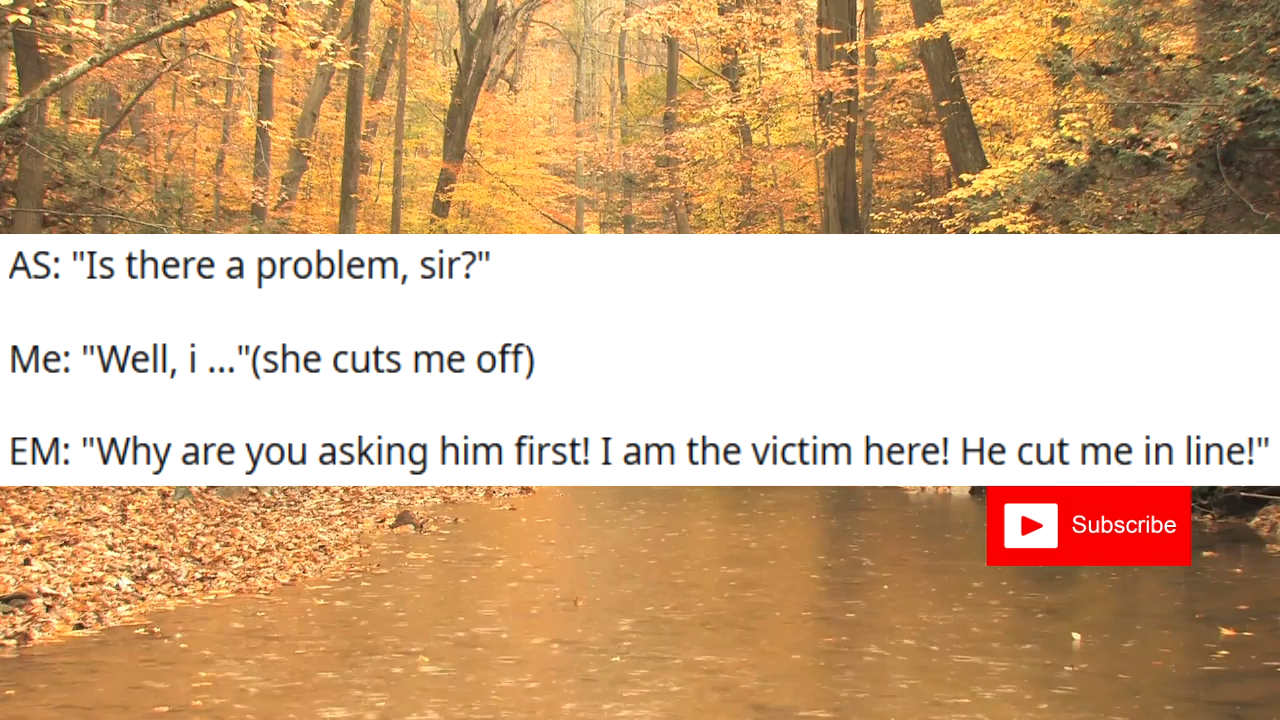 AS: "Is there a problem, sir?"
Me: "Well, i ..."(she cuts me off)
EM: "Why are you asking him first! I am the victim here! He cut me in line!"
Subscribe